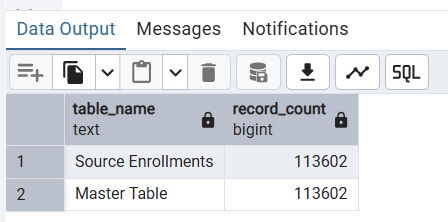 Data Output Messages Notifications
SQL
table_name record_count
text bigint
1 Source Enrollments 113602
2 Master Table 113602